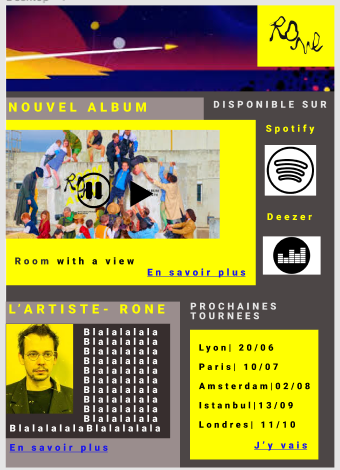 RONE
NOUVEL ALBUM
DISPONIBLE SUR
Spotify
Deezer
Room with a view
En savoir plus
L'ARTISTE- RONE
Blalalalala
Blalalalala
Blalalalala
Blalalalala
Blalalalala
Blalalalala
Blalalalala
Blalalalala
Blalalalala
Blalalalala
BlalalalalaBlalalalala
En savoir plus
PROCHAINES
TOURNEES
Lyon| 20/06
Paris| 10/07
Amsterdam|02/08
Istanbul|13/09
Londres| 11/10
J'y vais